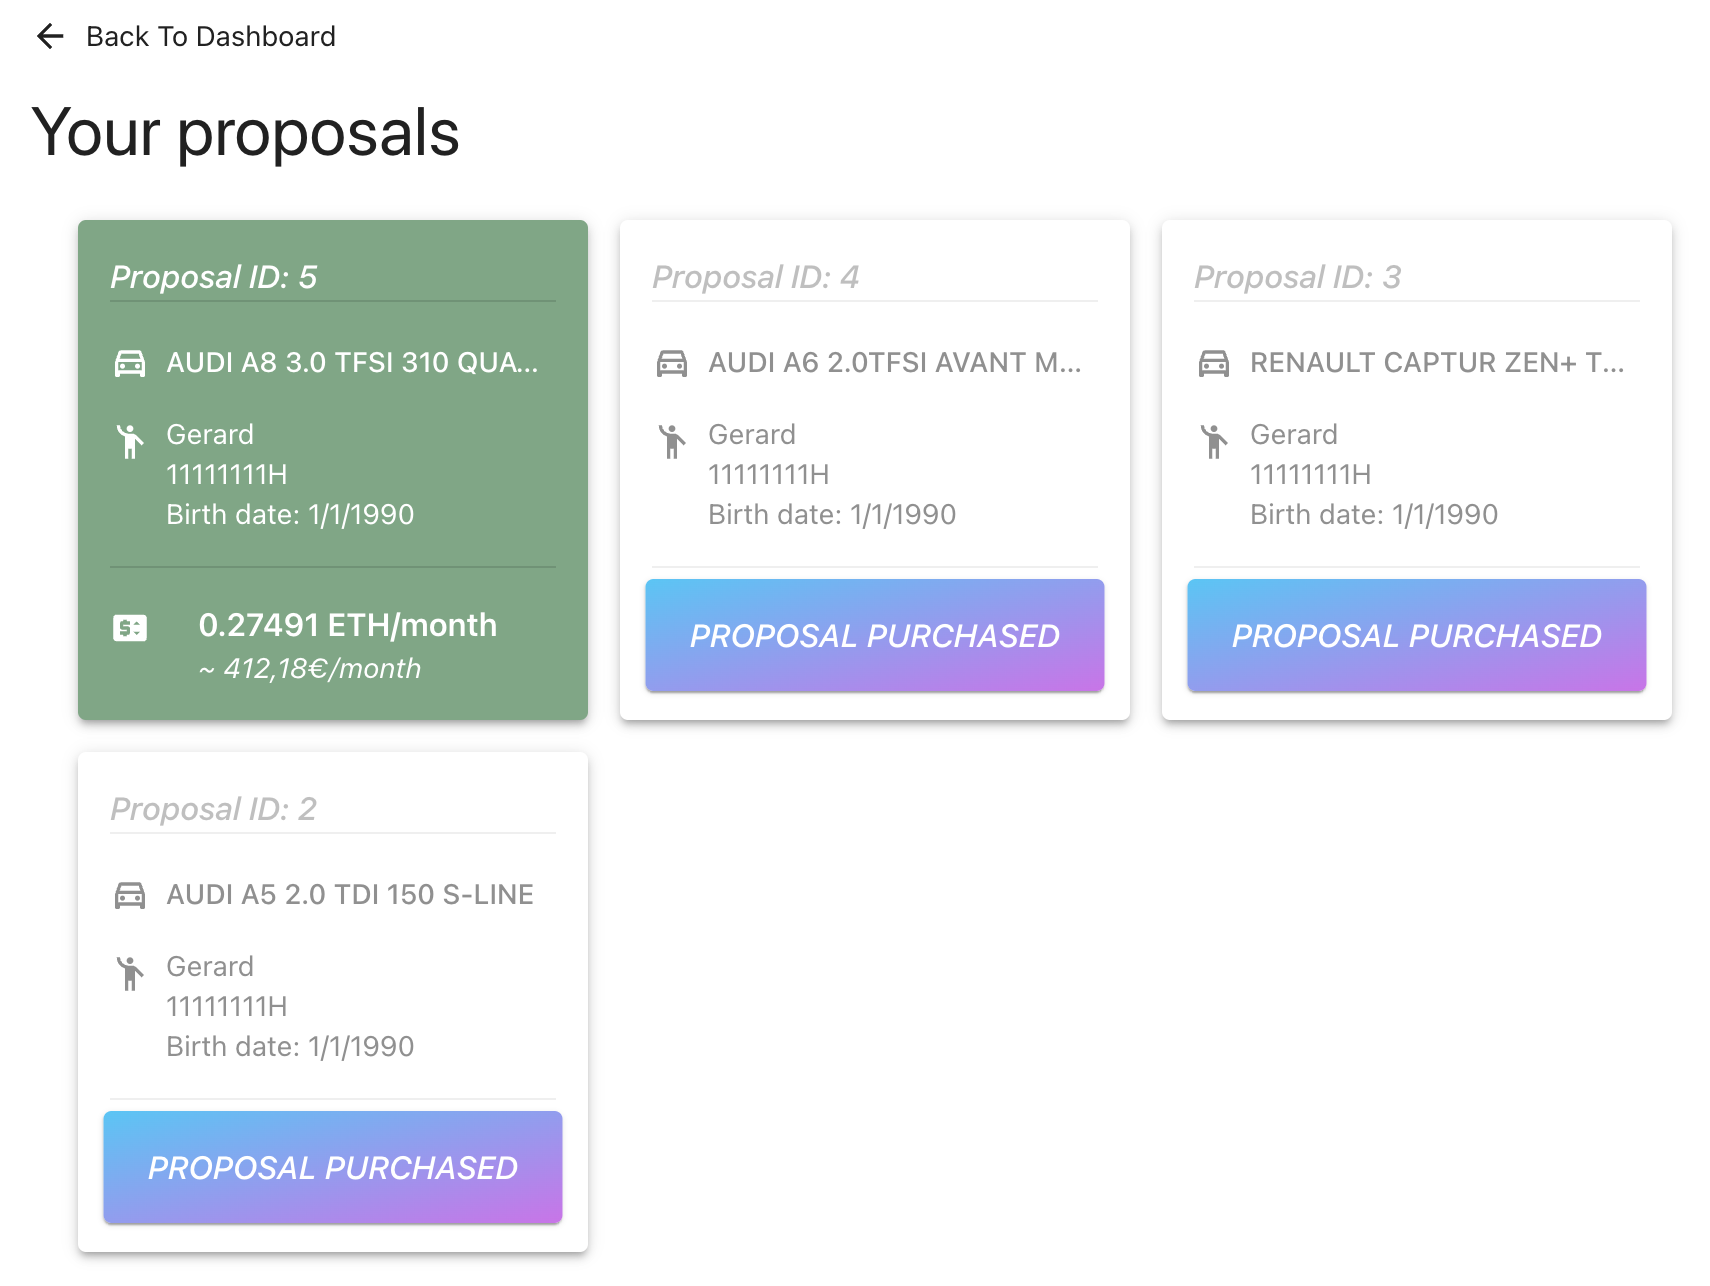 Back To Dashboard
Your proposals
Proposal ID: 5
AUDI A8 3.0 TFSI 310 QUA...
Gerard
11111111H
Birth date: 1/1/1990
0.27491 ETH/month
~ 412,18€/month
Proposal ID: 4
AUDI A6 2.0TFSI AVANT M...
Gerard
11111111H
Birth date: 1/1/1990
PROPOSAL PURCHASED
Proposal ID: 3
RENAULT CAPTUR ZEN+ T...
Gerard
11111111H
Birth date: 1/1/1990
PROPOSAL PURCHASED
Proposal ID: 2
AUDI A5 2.0 TDI 150 S-LINE
Gerard
11111111H
Birth date: 1/1/1990
PROPOSAL PURCHASED